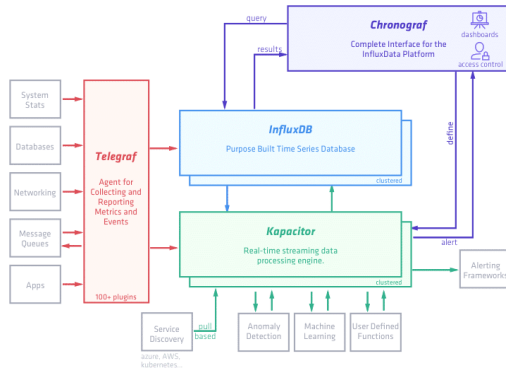 query
results
Chronograf
Complete Interface for the
InfluxData Platform
dashboards
access control
System
Stats
Databases
Networking
Message
Queues
Apps
Telegraf
Agent for
Collecting and
Reporting
Metrics and
Events
100+ plugins
InfluxDB
Purpose Built Time Series Database
clustered
define
alert
Kapacitor
Real-time streaming data
processing engine.
clustered
Alerting
Frameworks
Service
Discovery
azure, AWS,
kubernetes...
pull
based
Anomaly
Detection
Machine
Learning
User Defined
Functions